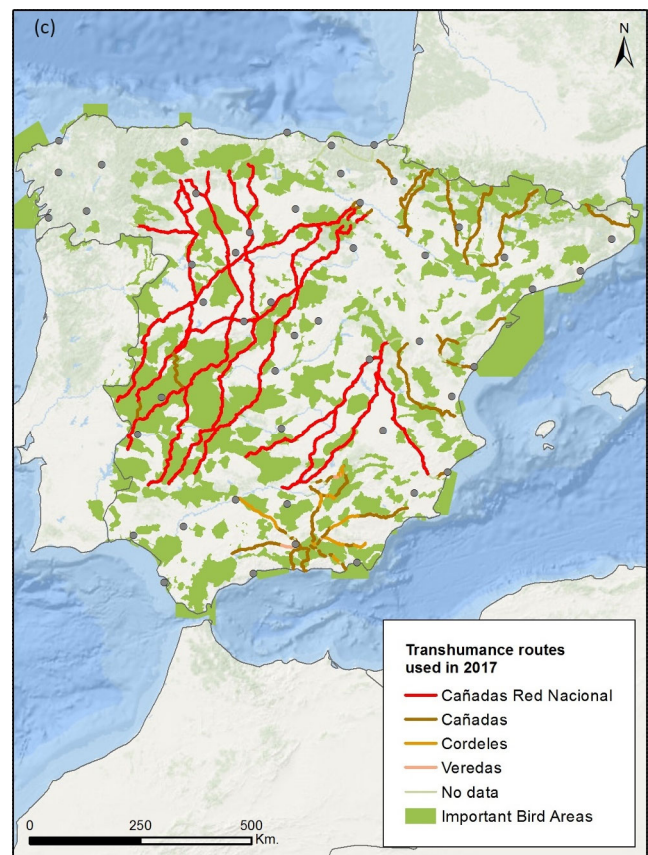 (c)
N
Transhumance routes
used in 2017
Cañadas Red Nacional
Cañadas
Cordeles
Veredas
No data
Important Bird Areas
0 250 500
Km.